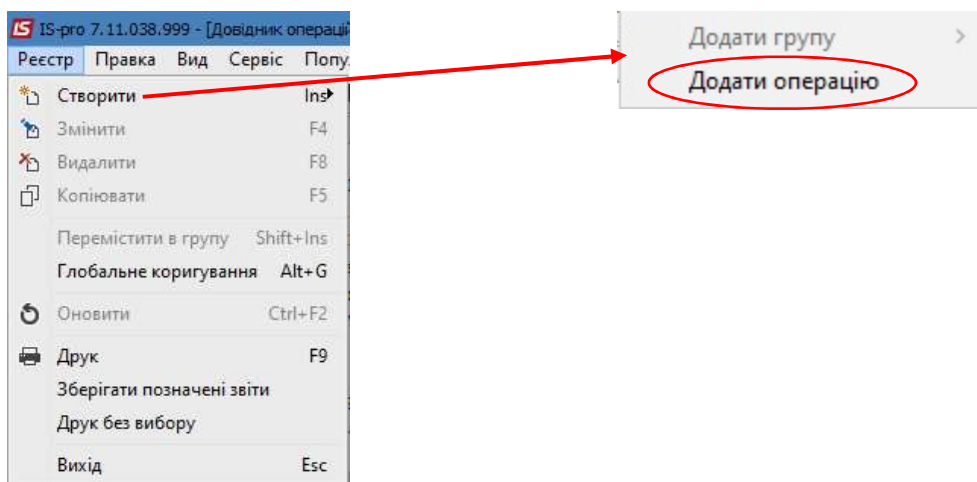 IS IS-pro 7.11.038.999 - [Довідник операцій
Реєстр Правка Вид Сервіс Попу
Створити Ins
Змінити F4
Видалити F8
Копіювати F5
Перемістити в групу Shift+Ins
Глобальне коригування Alt+G
Оновити Ctrl+F2
Друк F9
Зберігати позначені звіти
Друк без вибору
Вихід Esc
Додати групу
Додати операцію